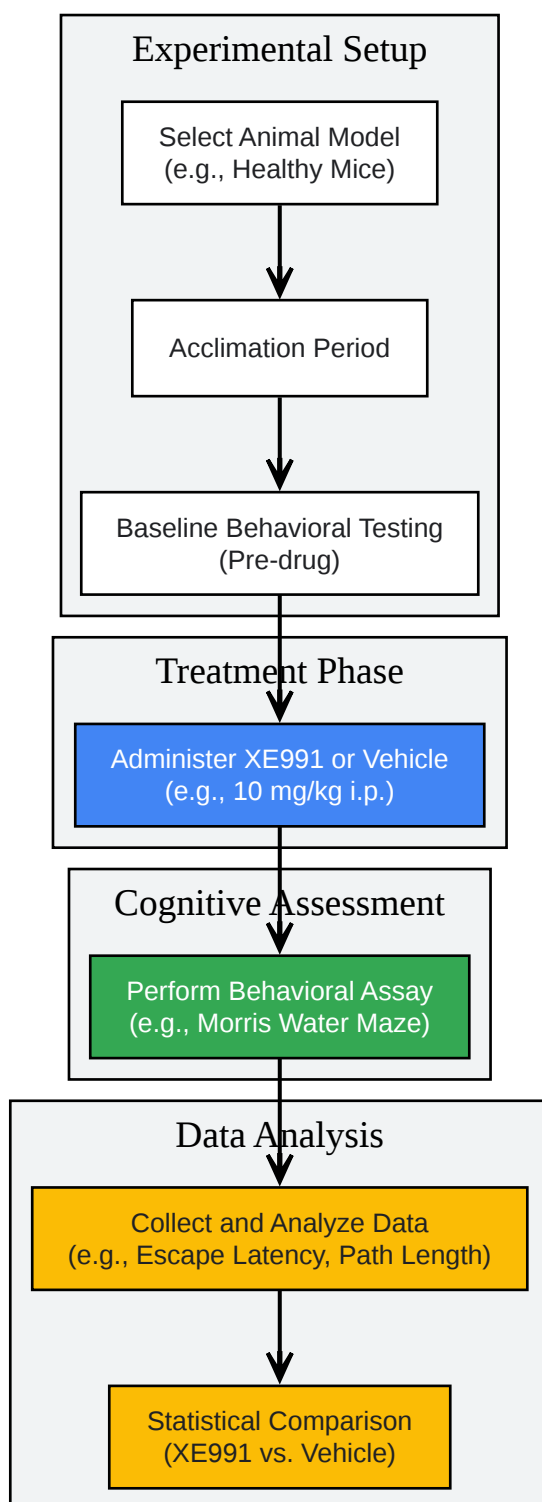 Experimental Setup
Select Animal Model
(e.g., Healthy Mice)
Acclimation Period
Baseline Behavioral Testing
(Pre-drug)
Treatment Phase
Administer XE991 or Vehicle
(e.g., 10 mg/kg i.p.)
Cognitive Assessment
Perform Behavioral Assay
(e.g., Morris Water Maze)
Data Analysis
Collect and Analyze Data
(e.g., Escape Latency, Path Length)
Statistical Comparison
(XE991 vs. Vehicle)